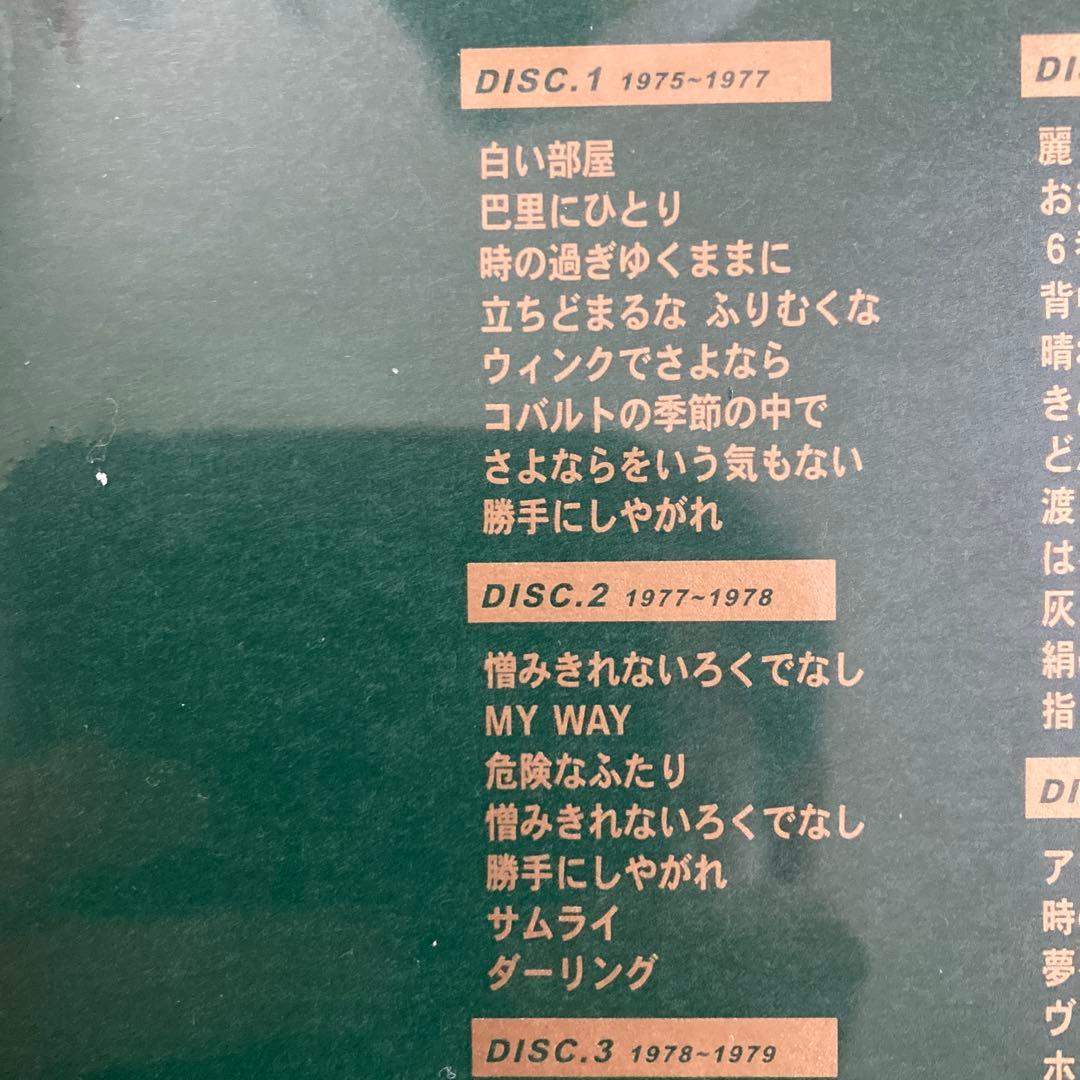 DISC.1 1975~1977
白い部屋
巴里にひとり
時の過ぎゆくままに
立ちどまるな ふりむくな
ウィンクでさよなら
コバルトの季節の中で
さよならをいう気もない
勝手にしやがれ
DISC.2 1977~1978
憎みきれないろくでなし
MY WAY
危険なふたり
憎みきれないろくでなし
勝手にしやがれ
サムライ
ダーリング
DISC.3 1978~1979
麗
お
6
背
晴
き
ど
渡
は
灰
絹
指
ア
時
夢
ヴ
ホ